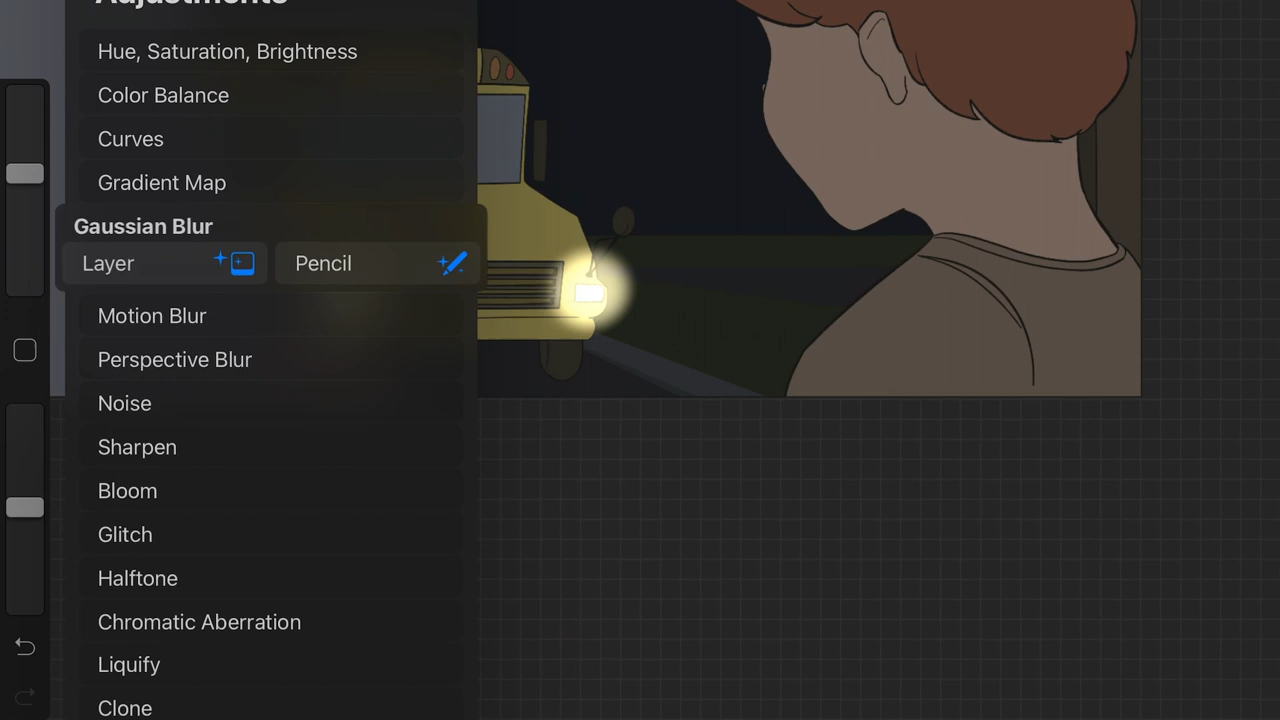 Adjustments
Hue, Saturation, Brightness
Color Balance
Curves
Gradient Map
Gaussian Blur
Layer
Pencil
Motion Blur
Perspective Blur
Noise
Sharpen
Bloom
Glitch
Halftone
Chromatic Aberration
Liquify
Clone